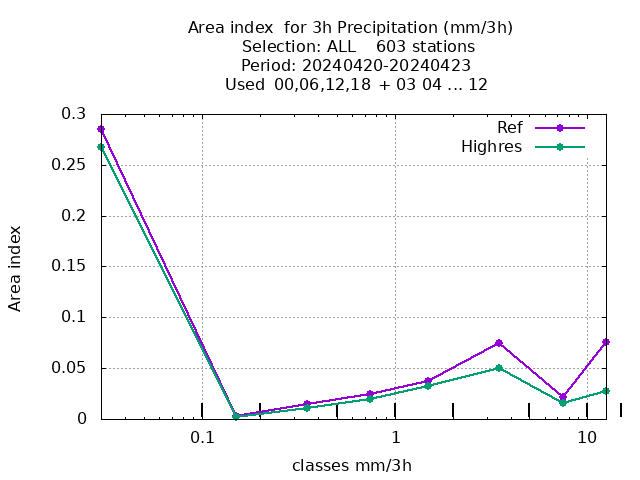 Area index  for 3h Precipitation (mm/3h)
Selection: ALL    603 stations
Period: 20240420-20240423
Used  00,06,12,18 + 03 04 ... 12
0.3
0.25
0.2
0.15
0.1
0.05
0
Area index
Ref
Highres
0.1 1 10
classes mm/3h